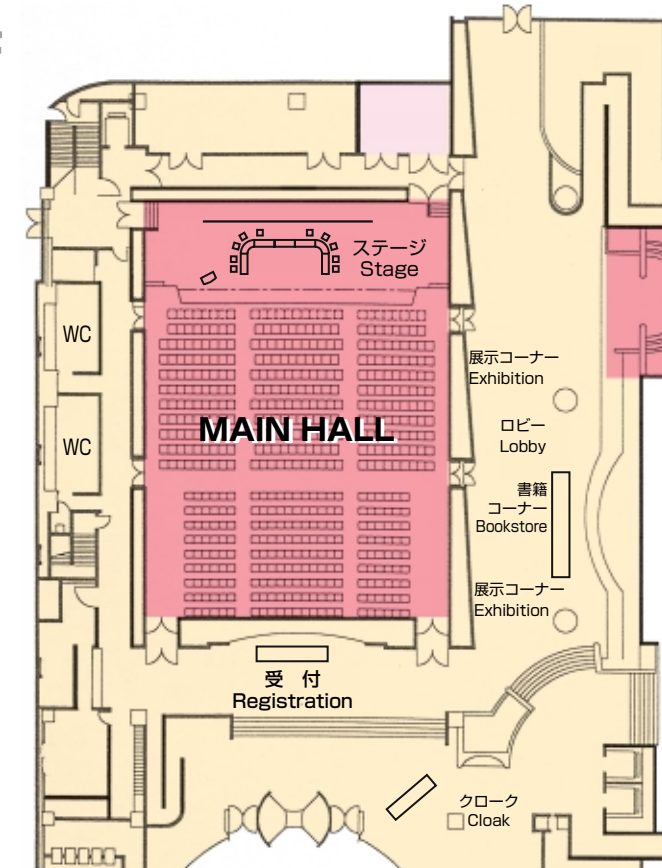 ステージ
Stage
WC
展示コーナー
Exhibition
MAIN HALL
ロビー
Lobby
WC
書籍
コーナー
Bookstore
展示コーナー
Exhibition
受 付
Registration
クローク
Cloak